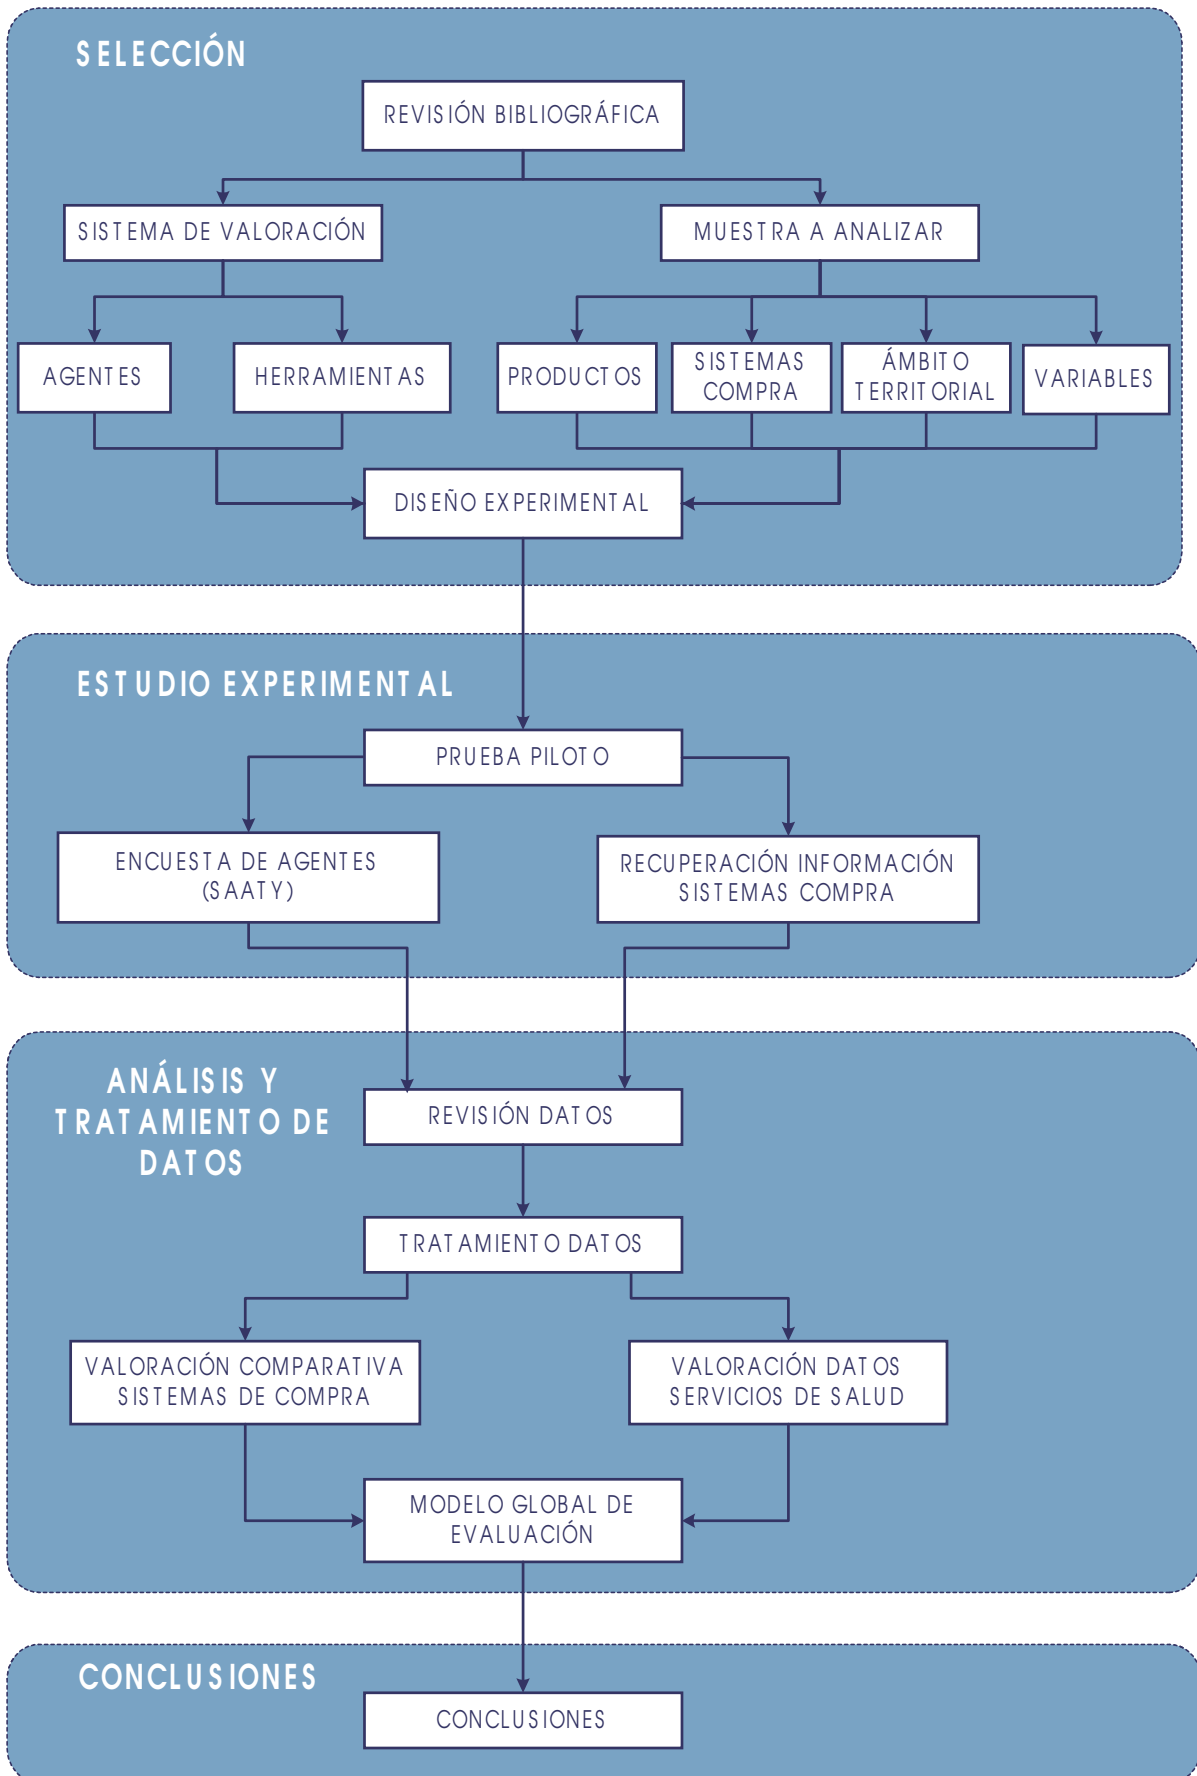 SELECCIÓN
REVISIÓN BIBLIOGRÁFICA
SISTEMA DE VALORACIÓN
MUESTRA A ANALIZAR
AGENTES
HERRAMIENTAS
PRODUCTOS
SISTEMAS
COMPRA
ÁMBITO
TERRITORIAL
VARIABLES
DISEÑO EXPERIMENTAL
ESTUDIO EXPERIMENTAL
PRUEBA PILOTO
ENCUESTA DE AGENTES
(SAATY)
RECUPERACIÓN INFORMACIÓN
SISTEMAS COMPRA
ANÁLISIS Y
TRATAMIENTO DE
DATOS
REVISIÓN DATOS
TRATAMIENTO DATOS
VALORACIÓN COMPARATIVA
SISTEMAS DE COMPRA
VALORACIÓN DATOS
SERVICIOS DE SALUD
MODELO GLOBAL DE
EVALUACIÓN
CONCLUSIONES
CONCLUSIONES